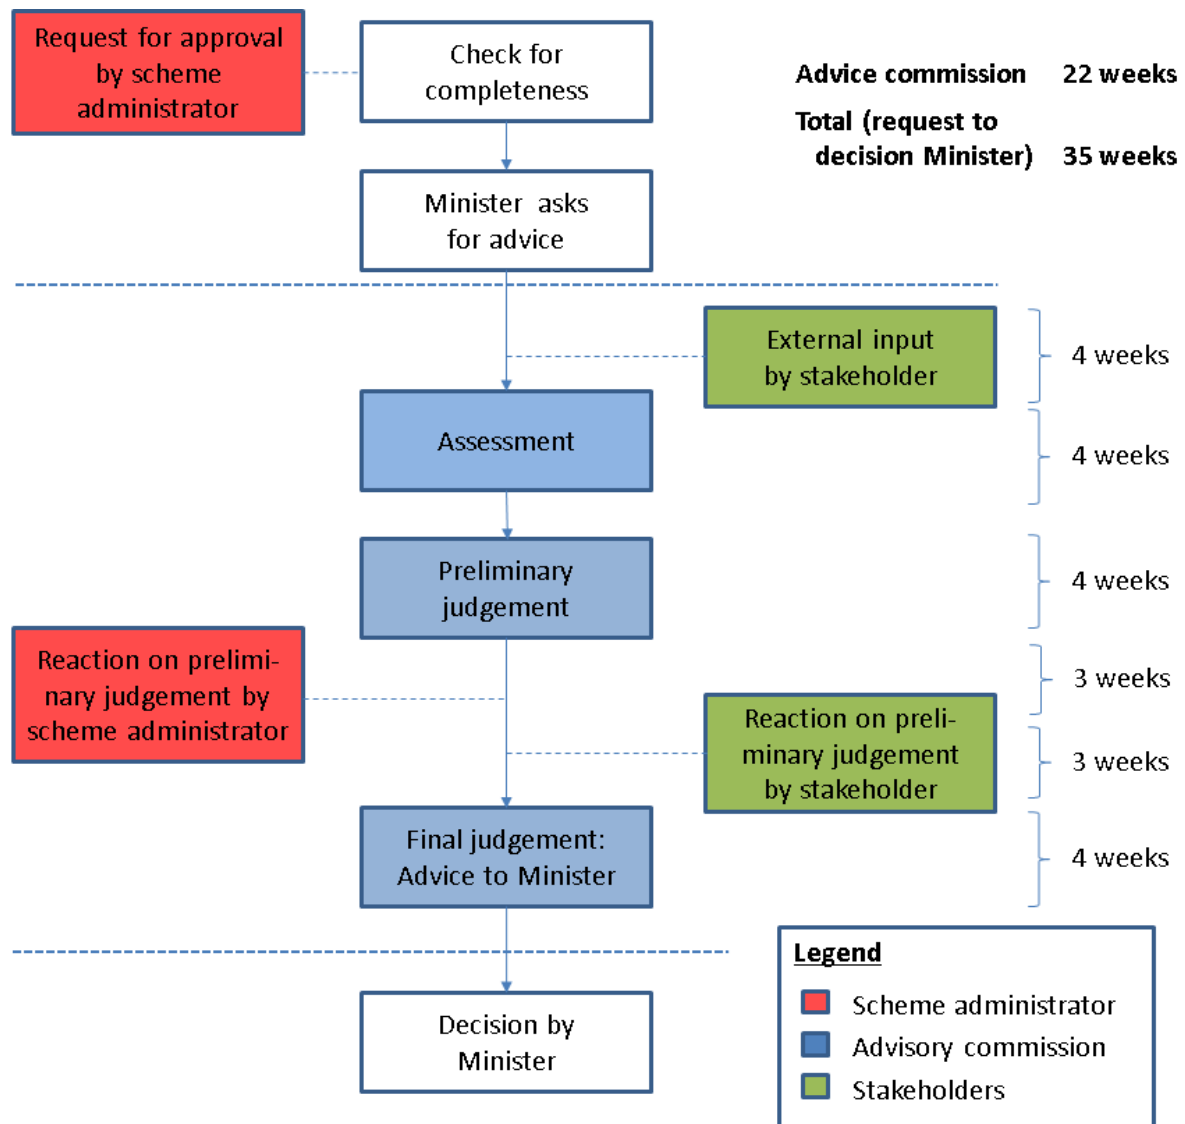 Request for approval
by scheme
administrator
Check for
completeness
Advice commission 22 weeks
Total (request to
decision Minister) 35 weeks
Minister asks
for advice
External input
by stakeholder
4 weeks
Assessment
4 weeks
Preliminary
judgement
4 weeks
Reaction on prelimi-
nary judgement by
scheme administrator
3 weeks
Reaction on preli-
minary judgement
by stakeholder
3 weeks
Final judgement:
Advice to Minister
4 weeks
Decision by
Minister
Legend
Scheme administrator
Advisory commission
Stakeholders